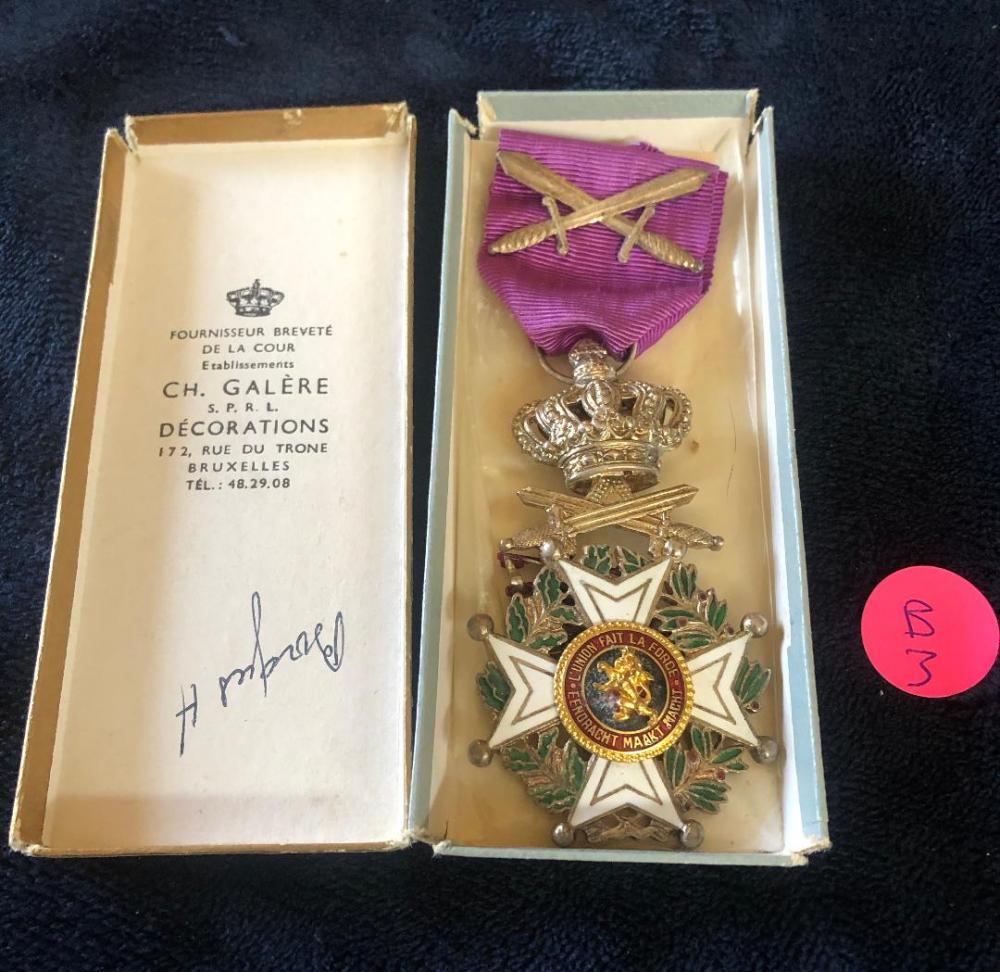 FOURNISSEUR BREVETÉ
DE LA COUR
Etablissements
CH. GALÈRE
S. P. R. L.
DÉCORATIONS
172, RUE DU TRONE
BRUXELLES
TÉL.: 48.29.08
L'UNION FAIT LA FORCE
EENDRACHT MAAKT MACHT
B
3